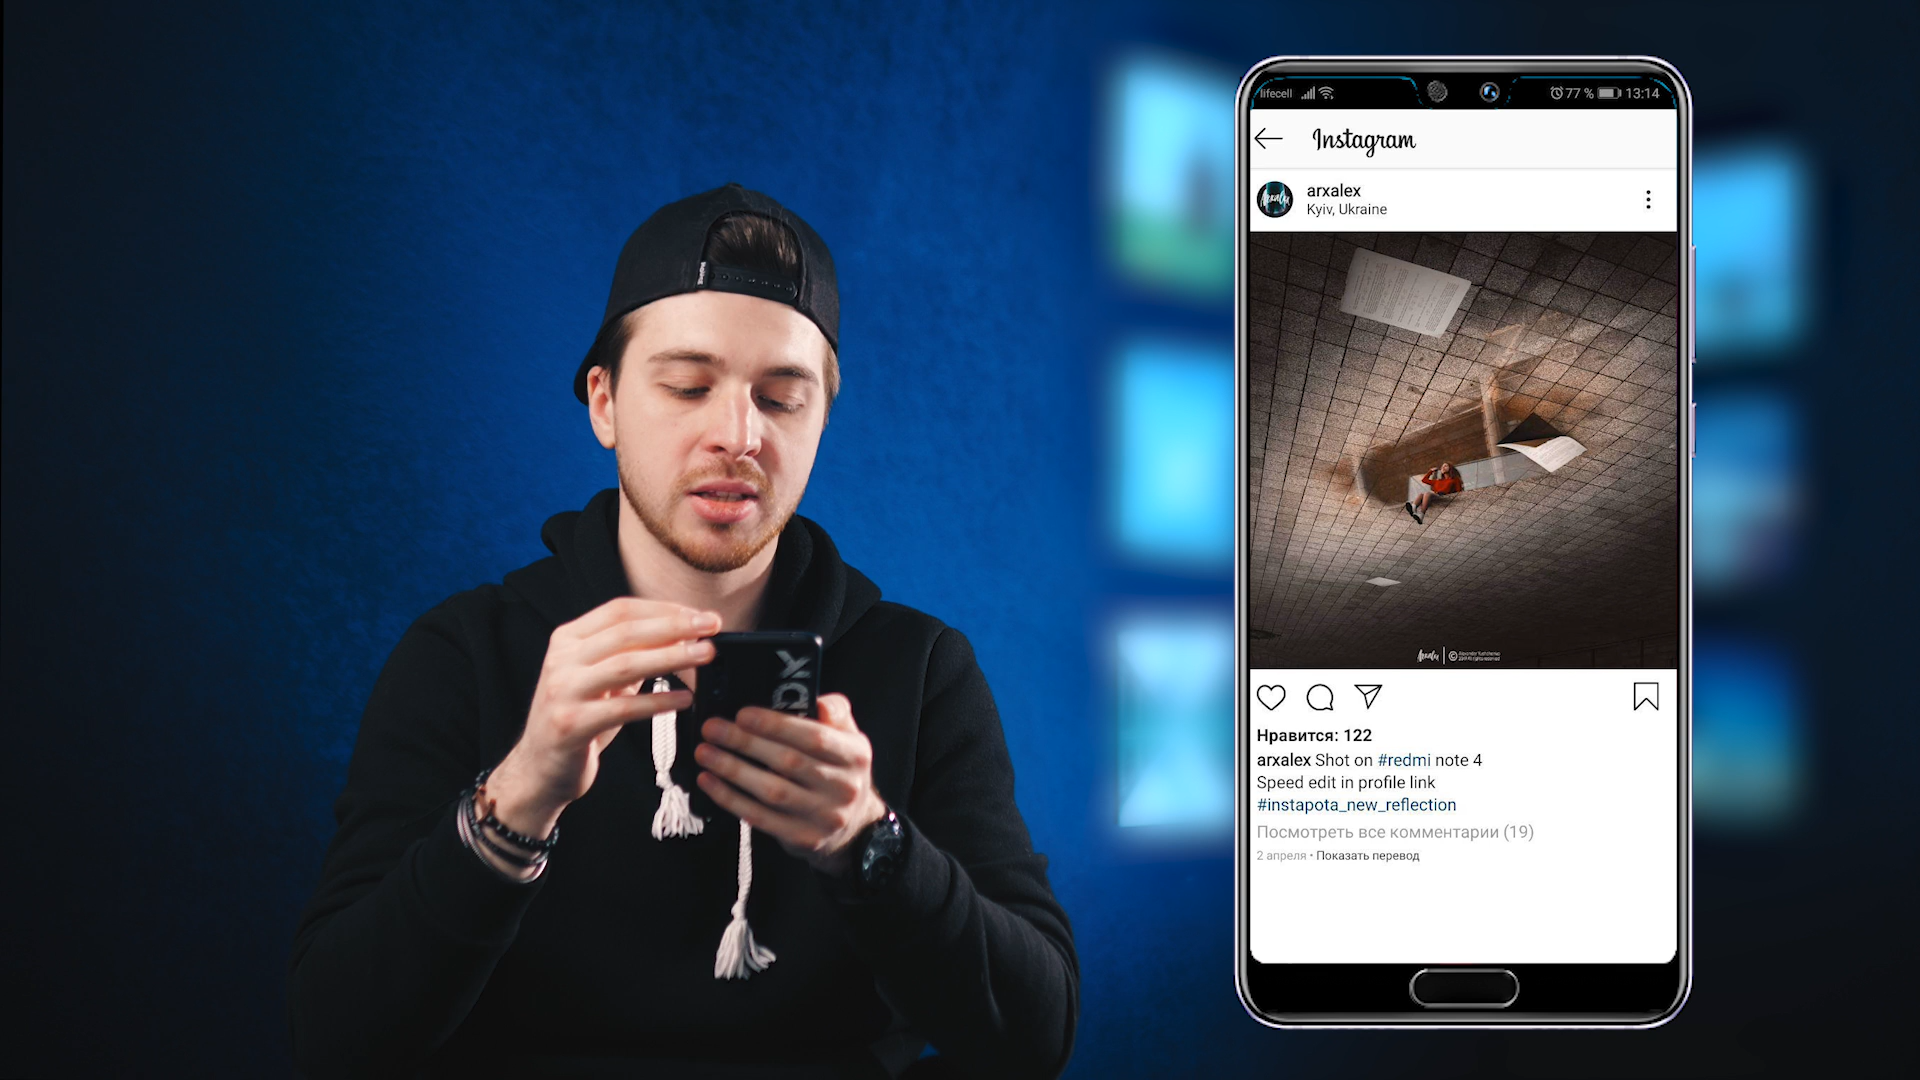 lifecell
77 % 13:14
Instagram
arxalex
Kyiv, Ukraine
Нравится: 122
arxalex Shot on #redmi note 4
Speed edit in profile link
#instapota_new_reflection
Посмотреть все комментарии (19)
2 апреля • Показать перевод